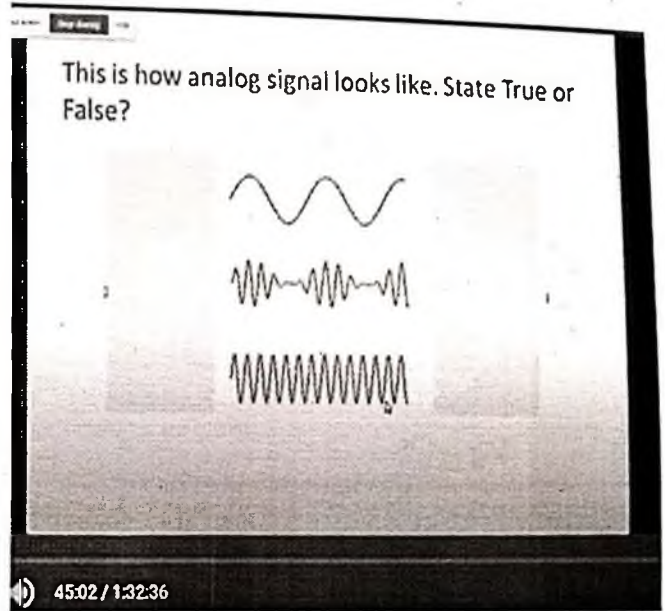 This is how analog signal looks like. State True or
False?
45:02 / 1:32:36